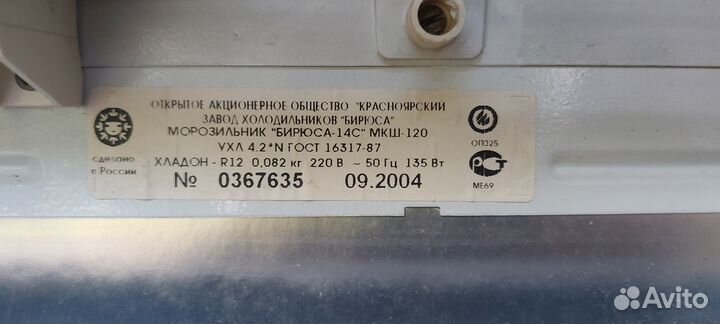 ОТКРЫТОЕ АКЦИОНЕРНОЕ ОБЩЕСТВО "КРАСНОЯРСКИЙ
ЗАВОД ХОЛОДИЛЬНИКОВ "БИРЮСА"
МОРОЗИЛЬНИК "БИРЮСА-14С" МКШ-120
УХЛ 4.2*N ГОСТ 16317-87
ХЛАДОН - R12 0,082 кг 220 В ~ 50 Гц 135 Вт
№ 0367635 09.2004
сделано
в России
ОП025
РСТ
МЕ69
Avito